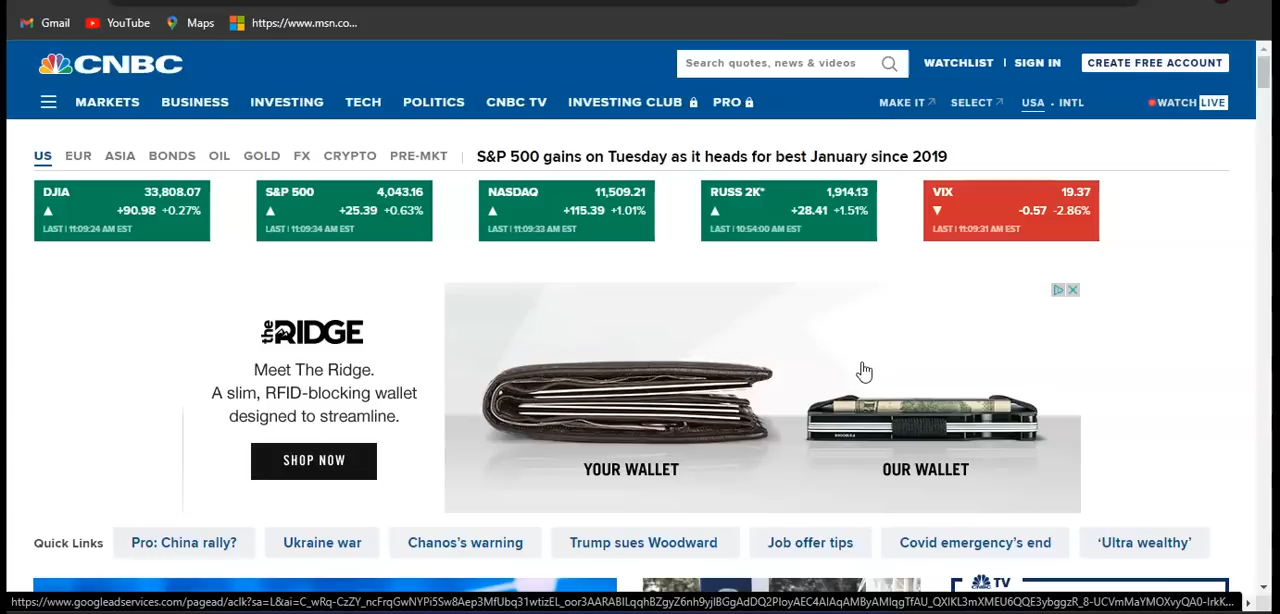 Gmail YouTube Maps https://www.msn.co...
CNBC Search quotes, news & videos WATCHLIST | SIGN IN CREATE FREE ACCOUNT
MARKETS BUSINESS INVESTING TECH POLITICS CNBC TV INVESTING CLUB PRO MAKE IT SELECT USA • INTL WATCH LIVE
US EUR ASIA BONDS OIL GOLD FX CRYPTO PRE-MKT S&P 500 gains on Tuesday as it heads for best January since 2019
DJIA 33,808.07 S&P 500 4,043.16 NASDAQ 11,509.21 RUSS 2K* 1,914.13 VIX 19.37
+90.98 +0.27% +25.39 +0.63% +115.39 +1.01% +28.41 +1.51% -0.57 -2.86%
LAST | 11:09:24 AM EST LAST | 11:09:34 AM EST LAST | 11:09:33 AM EST LAST | 10:54:00 AM EST LAST | 11:09:31 AM EST
the RIDGE
Meet The Ridge.
A slim, RFID-blocking wallet
designed to streamline.
SHOP NOW
YOUR WALLET OUR WALLET
Quick Links Pro: China rally? Ukraine war Chanos's warning Trump sues Woodward Job offer tips Covid emergency's end 'Ultra wealthy'
TV